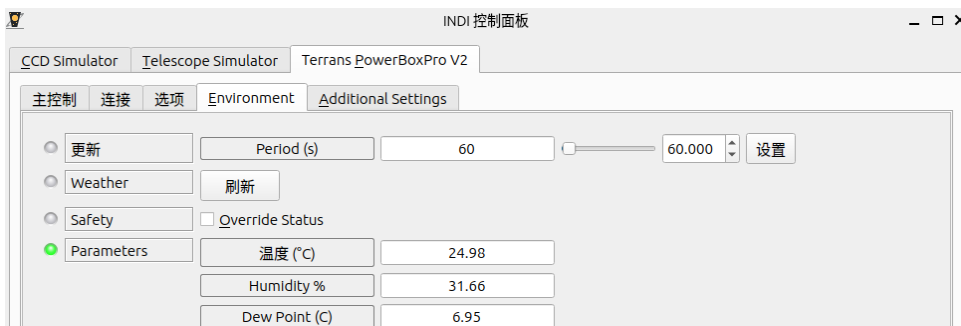 INDI 控制面板
CCD Simulator Telescope Simulator Terrans PowerBoxPro V2
主控制 连接 选项 Environment Additional Settings
更新 Period (s) 60 60.000 设置
Weather 刷新
Safety Override Status
Parameters 温度 (°C) 24.98
Humidity % 31.66
Dew Point (C) 6.95